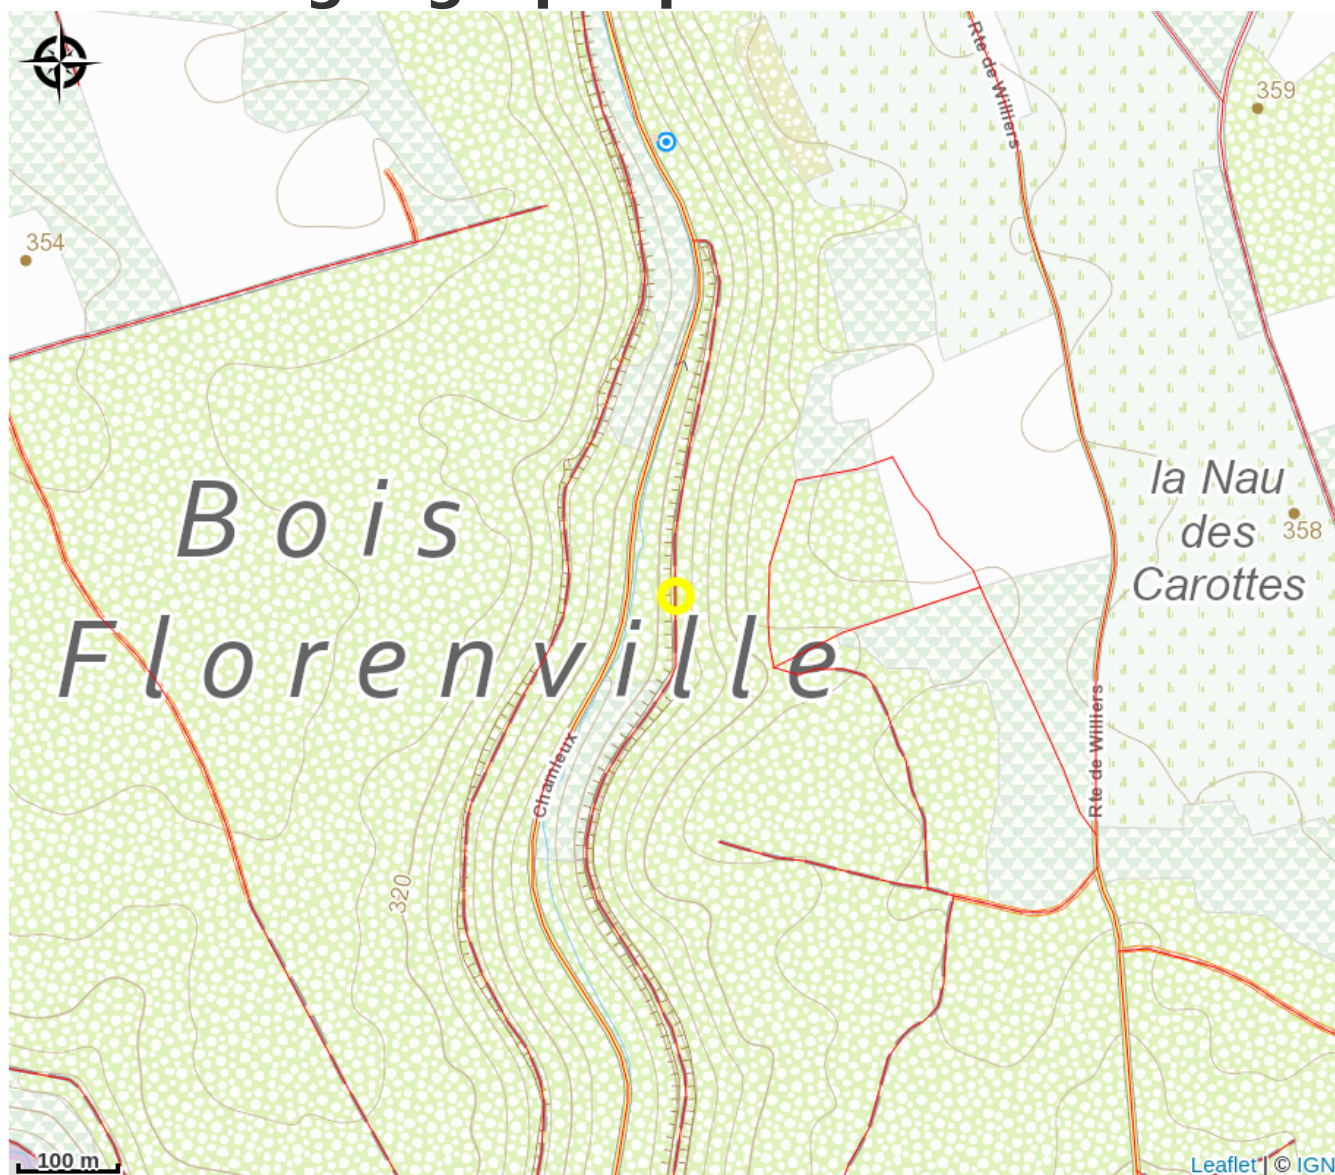 Rte de Williers
359
354
Bois
la Nau
des
Carottes
358
Florenville
Chameleux
Rte de Williers
320
100 m
Leaflet | © IGN